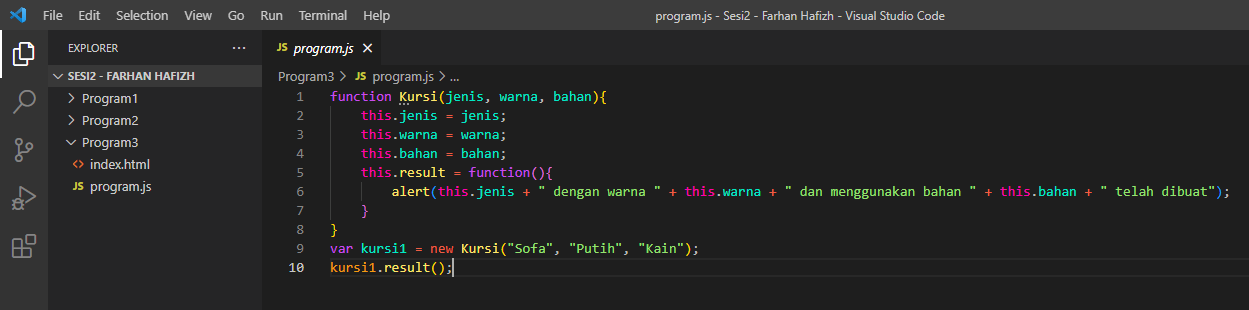 File Edit Selection View Go Run Terminal Help program.js - Sesi2 - Farhan Hafizh - Visual Studio Code
EXPLORER ···
SESI2 - FARHAN HAFIZH
Program1
Program2
Program3
index.html
JS program.js
JS program.js ×
Program3 > JS program.js > ...
1 function Kursi(jenis, warna, bahan){
2     this.jenis = jenis;
3     this.warna = warna;
4     this.bahan = bahan;
5     this.result = function(){
6         alert(this.jenis + " dengan warna " + this.warna + " dan menggunakan bahan " + this.bahan + " telah dibuat");
7     }
8 }
9 var kursi1 = new Kursi("Sofa", "Putih", "Kain");
10 kursi1.result();